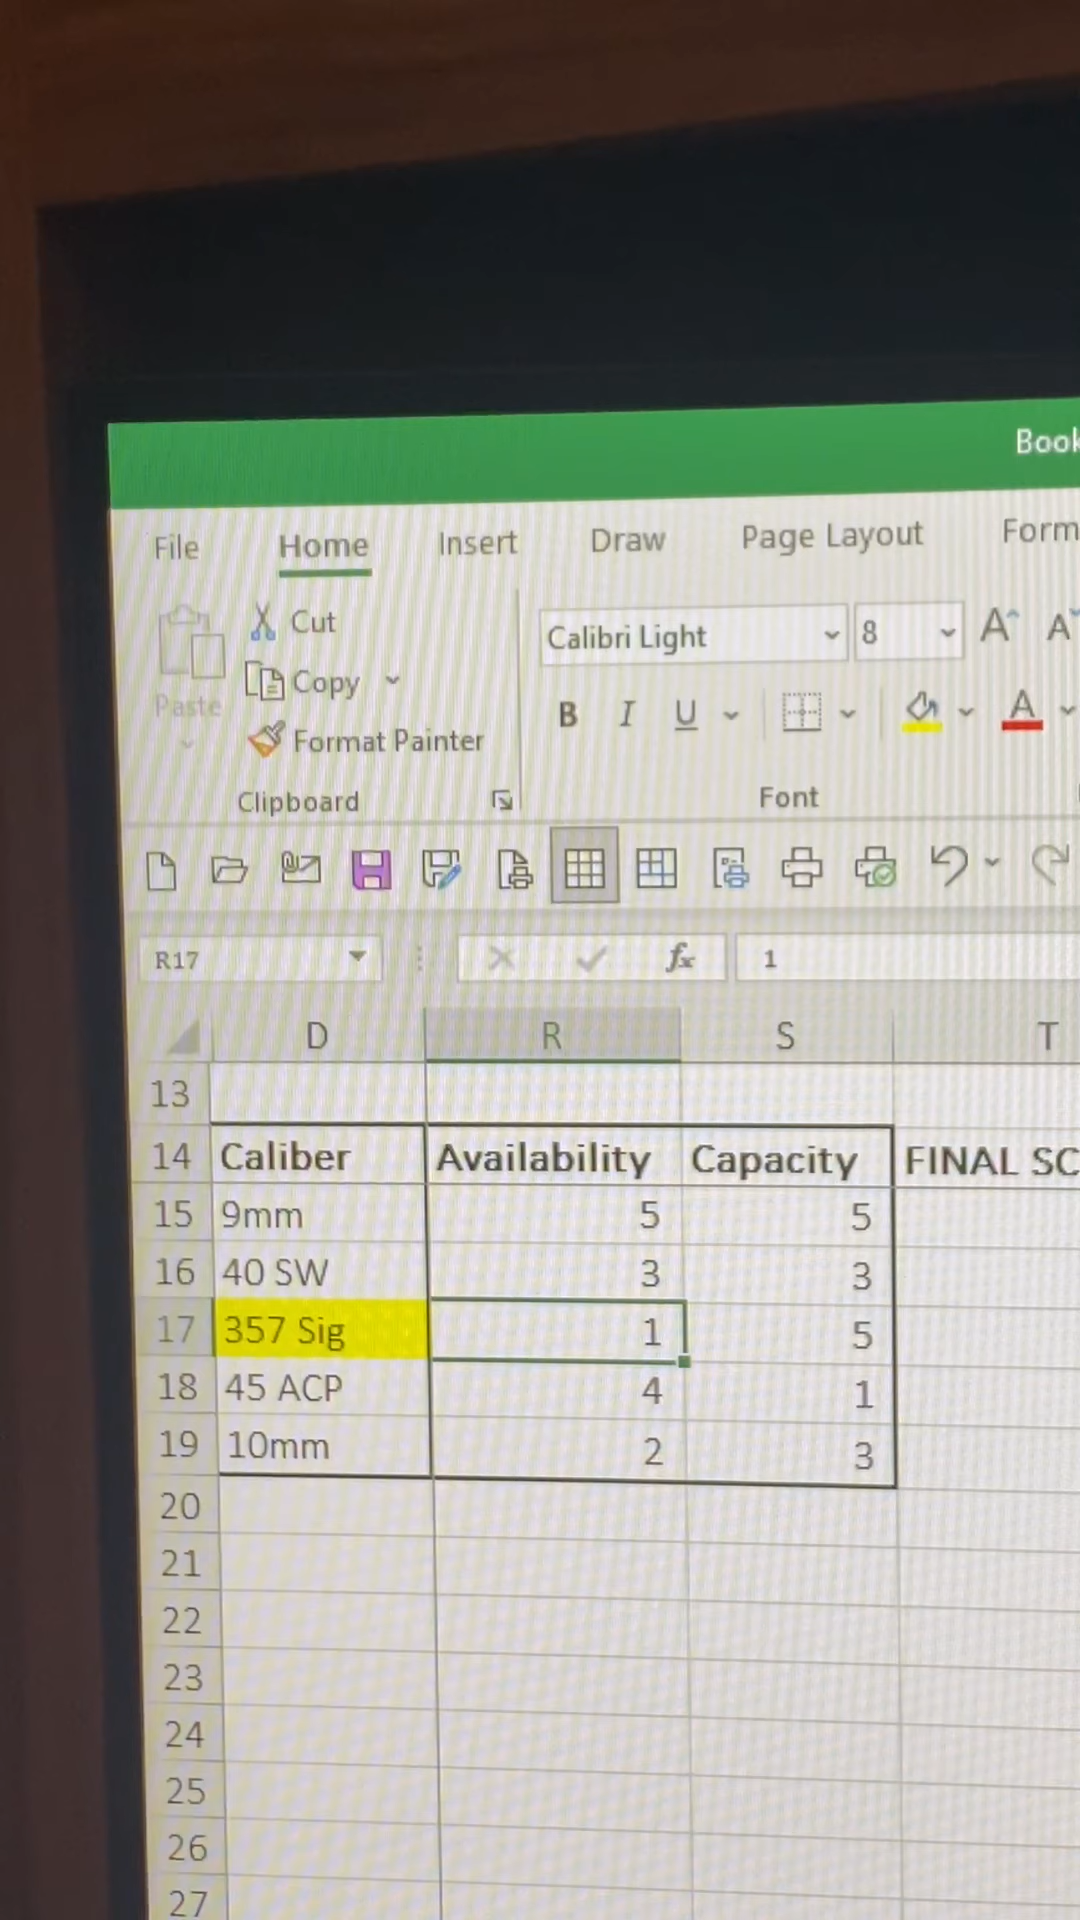 Book
File Home Insert Draw Page Layout Form
Cut
Calibri Light 8 A A
Copy
B I U A
Paste
Format Painter
Clipboard Font
R17 fx 1
D R S T
13
14 Caliber Availability Capacity FINAL SC
15 9mm 5 5
16 40 SW 3 3
17 357 Sig 1 5
18 45 ACP 4 1
19 10mm 2 3
20
21
22
23
24
25
26
27